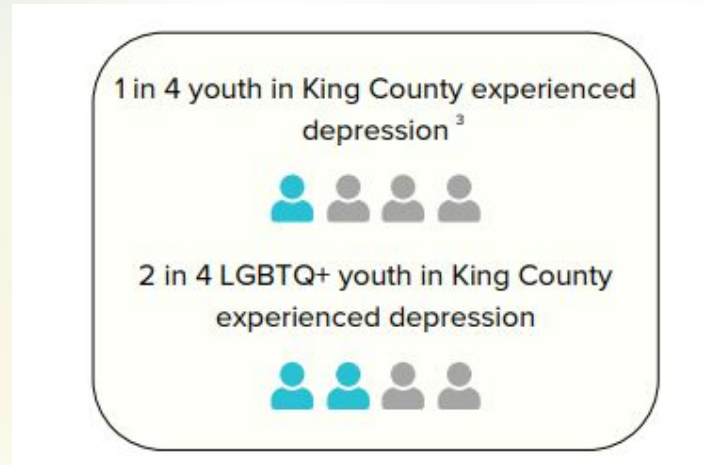 1 in 4 youth in King County experienced
depression ³
2 in 4 LGBTQ+ youth in King County
experienced depression